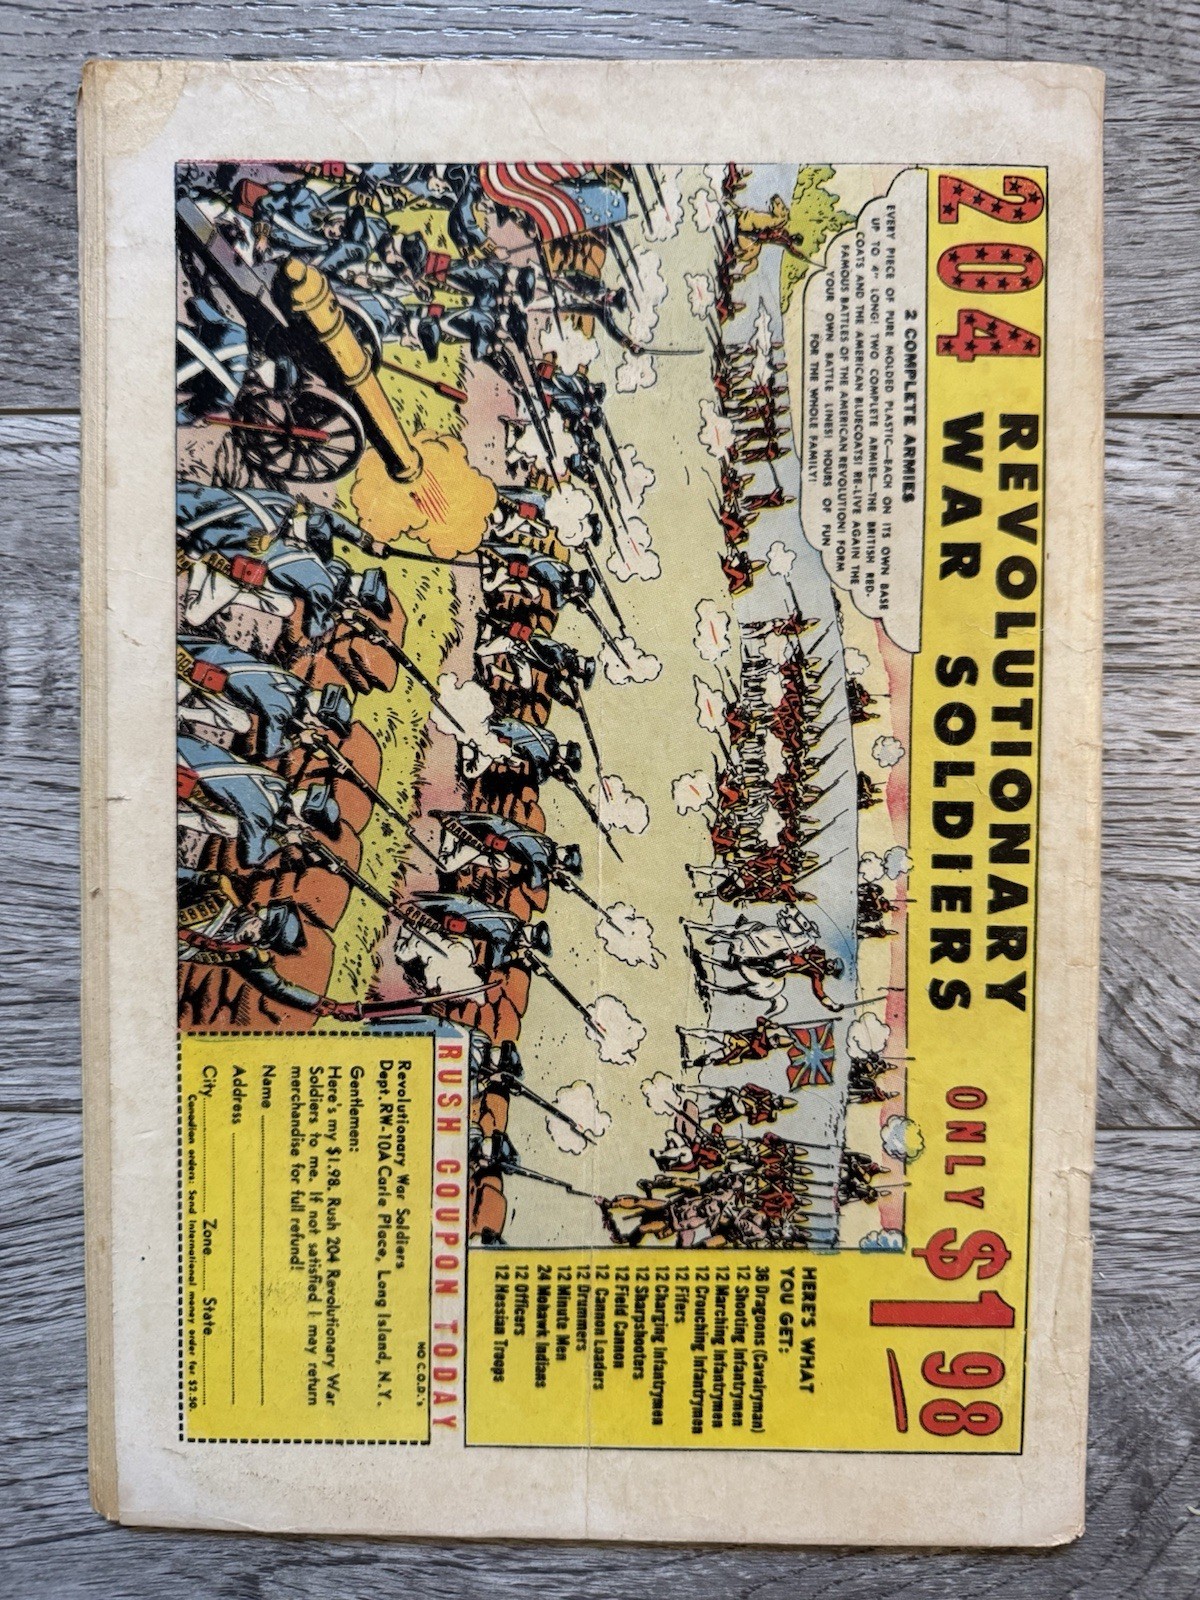 204 REVOLUTIONARY
WAR SOLDIERS
ONLY $1.98
2 COMPLETE ARMIES
EVERY PIECE OF PURE MOLDED PLASTIC—EACH ON ITS OWN BASE
UP TO 4" LONG! TWO COMPLETE ARMIES—THE BRITISH RED-
COATS AND THE AMERICAN BLUECOATS! RE-LIVE AGAIN THE
FAMOUS BATTLES OF THE AMERICAN REVOLUTION! FORM
YOUR OWN BATTLE LINES! HOURS OF FUN
FOR THE WHOLE FAMILY!
HERE'S WHAT
YOU GET:
36 Dragoons (Cavalryman)
12 Shooting Infantrymen
12 Marching Infantrymen
12 Crouching Infantrymen
12 Fifers
12 Charging Infantrymen
12 Sharpshooters
12 Field Cannon
12 Cannon Loaders
12 Drummers
12 Minute Men
24 Mohawk Indians
12 Officers
12 Hessian Troops
RUSH COUPON TODAY
NO C.O.D.'s
Revolutionary War Soldiers
Dept. RW-10A Carle Place, Long Island, N.Y.
Gentlemen:
Here's my $1.98. Rush 204 Revolutionary War
Soldiers to me. If not satisfied I may return
merchandise for full refund!
Name
Address
City Zone State
Canadian orders: Send International money order for $2.50.